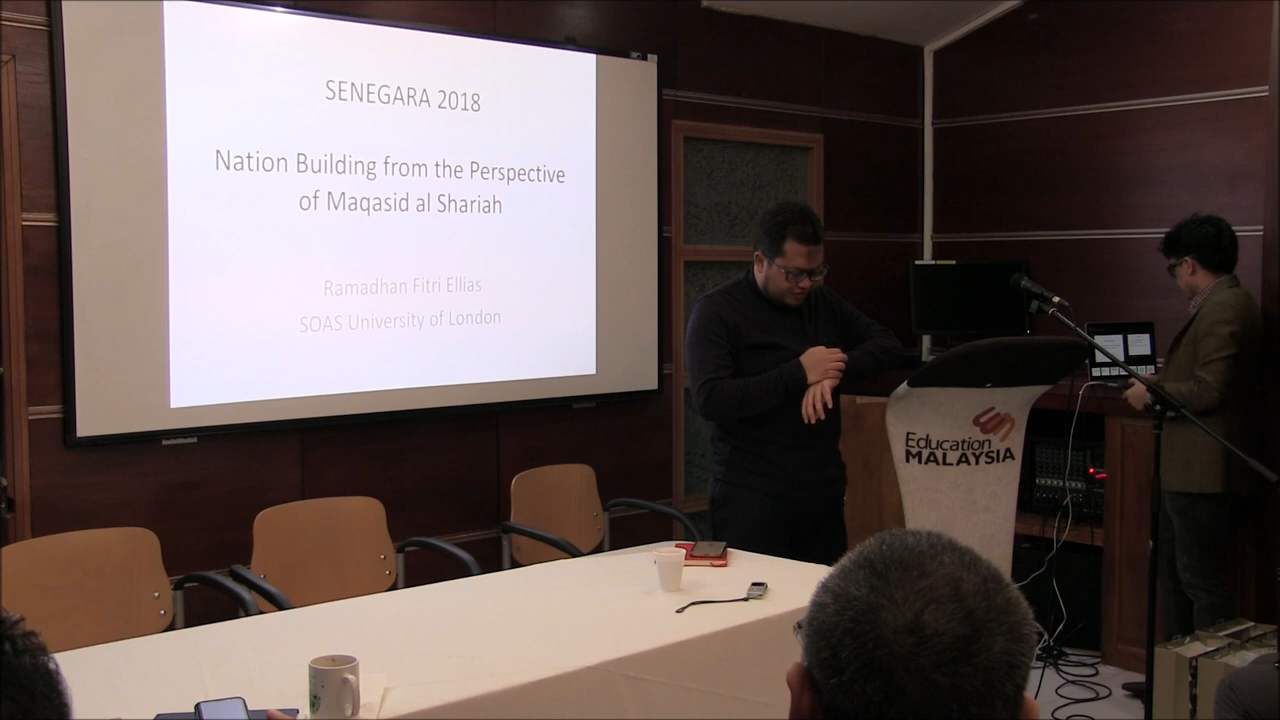 SENEGARA 2018
Nation Building from the Perspective
of Maqasid al Shariah
Ramadhan Fitri Ellias
SOAS University of London
Education
MALAYSIA